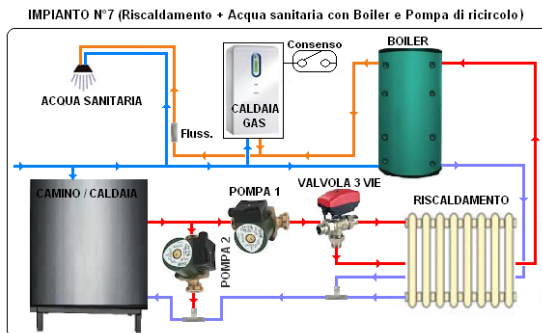 IMPIANTO N°7 (Riscaldamento + Acqua sanitaria con Boiler e Pompa di ricircolo)
Consenso
BOILER
ACQUA SANITARIA
CALDAIA
GAS
Fluss.
CAMINO / CALDAIA
POMPA 1
VALVOLA 3 VIE
RISCALDAMENTO
POMPA 2